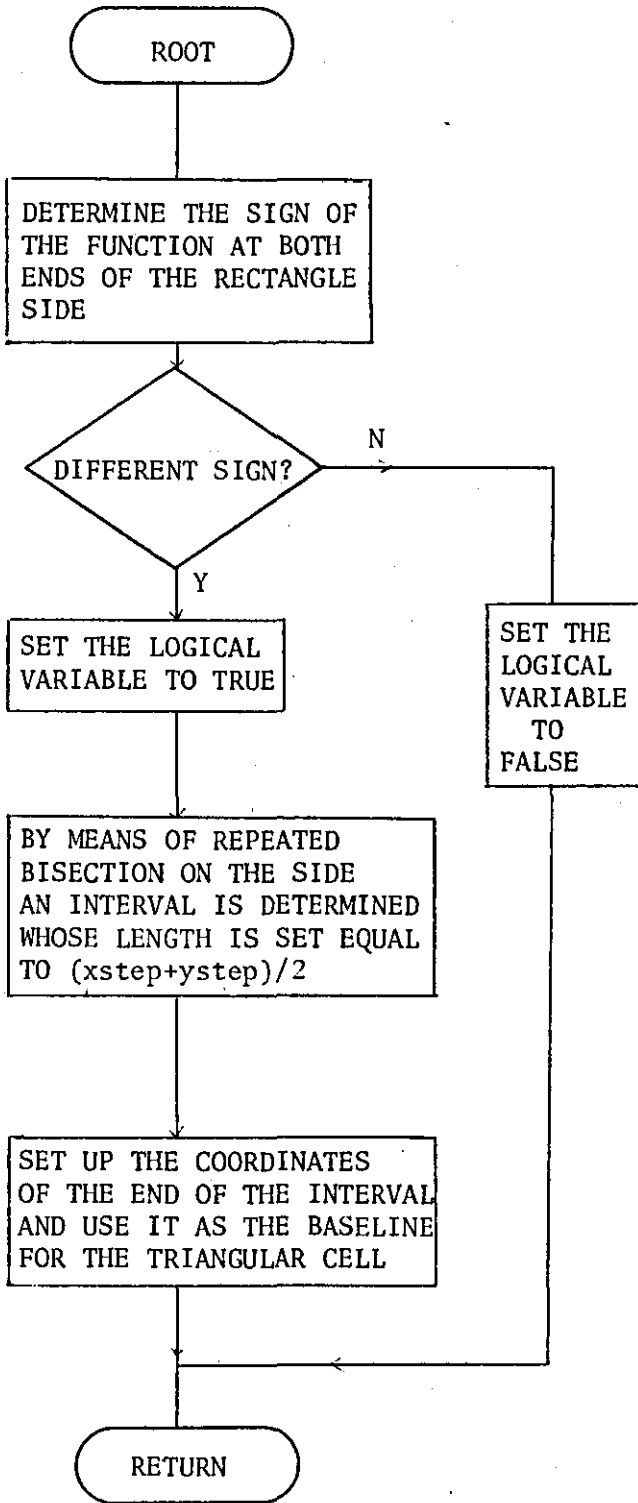 ROOT
DETERMINE THE SIGN OF
THE FUNCTION AT BOTH
ENDS OF THE RECTANGLE
SIDE
DIFFERENT SIGN?
N
Y
SET THE LOGICAL
VARIABLE TO TRUE
SET THE
LOGICAL
VARIABLE
TO
FALSE
BY MEANS OF REPEATED
BISECTION ON THE SIDE
AN INTERVAL IS DETERMINED
WHOSE LENGTH IS SET EQUAL
TO (xstep+ystep)/2
SET UP THE COORDINATES
OF THE END OF THE INTERVAL
AND USE IT AS THE BASELINE
FOR THE TRIANGULAR CELL
RETURN